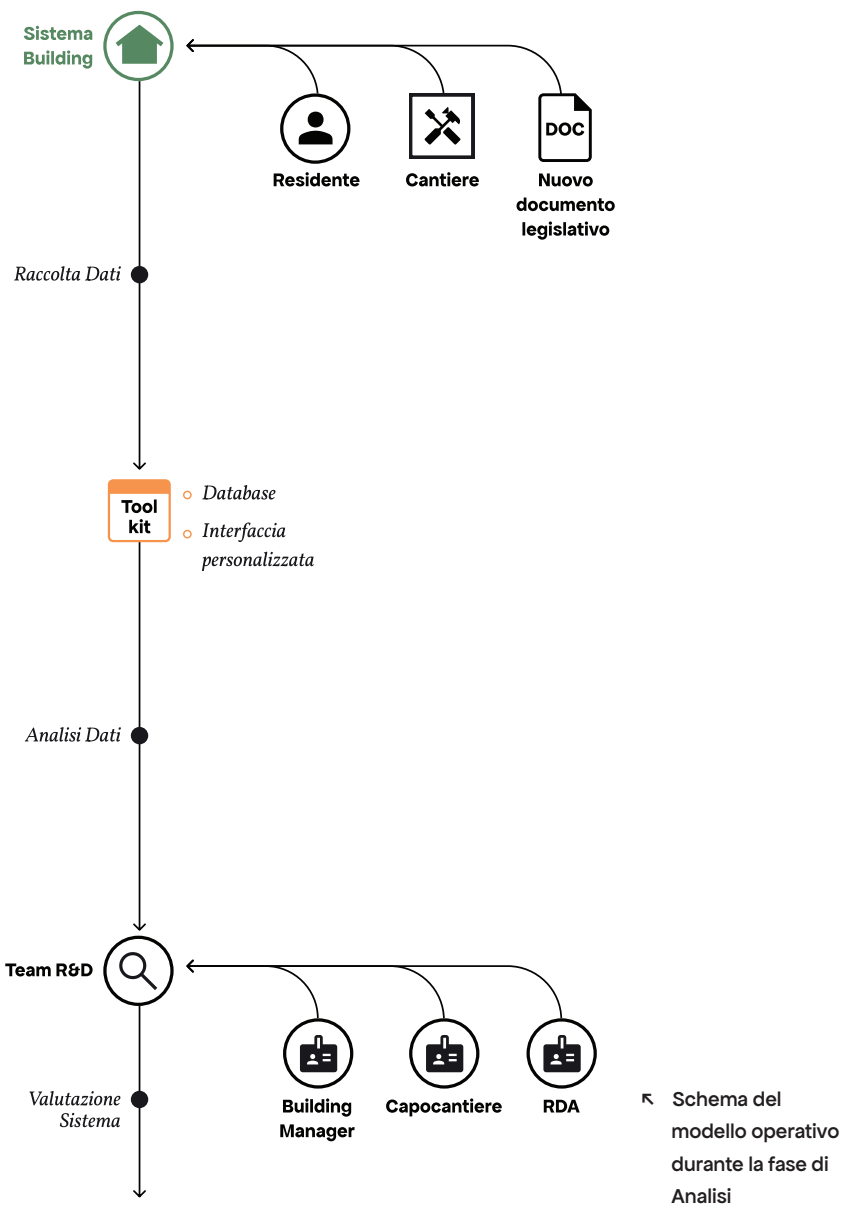 Sistema
Building
DOC
Residente
Cantiere
Nuovo
documento
legislativo
Raccolta Dati
Tool
kit
Database
Interfaccia
personalizzata
Analisi Dati
Team R&D
Valutazione
Sistema
Building
Manager
Capocantiere
RDA
Schema del
modello operativo
durante la fase di
Analisi